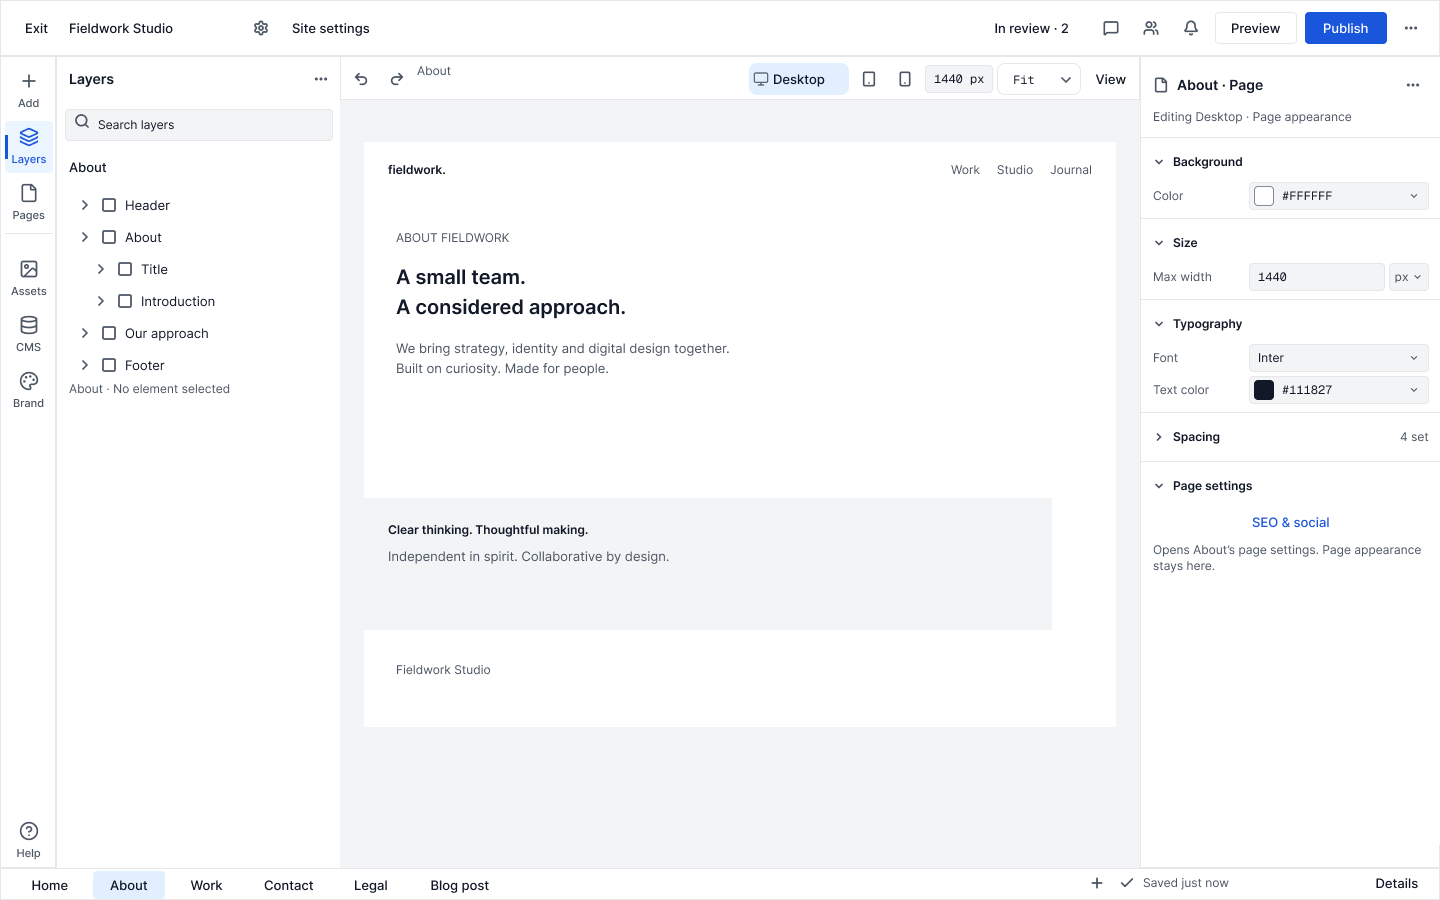 Exit
Fieldwork Studio
Site settings
In review · 2
Preview
Publish
Add
Layers
Pages
Assets
CMS
Brand
Help
Layers
Search layers
About
Header
About
Title
Introduction
Our approach
Footer
About · No element selected
About
Desktop
1440 px
Fit
View
fieldwork.
Work
Studio
Journal
ABOUT FIELDWORK
A small team.
A considered approach.
We bring strategy, identity and digital design together.
Built on curiosity. Made for people.
Clear thinking. Thoughtful making.
Independent in spirit. Collaborative by design.
Fieldwork Studio
About · Page
Editing Desktop · Page appearance
Background
Color
#FFFFFF
Size
Max width
1440
px
Typography
Font
Inter
Text color
#111827
Spacing
4 set
Page settings
SEO & social
Opens About’s page settings. Page appearance
stays here.
Home
About
Work
Contact
Legal
Blog post
Saved just now
Details